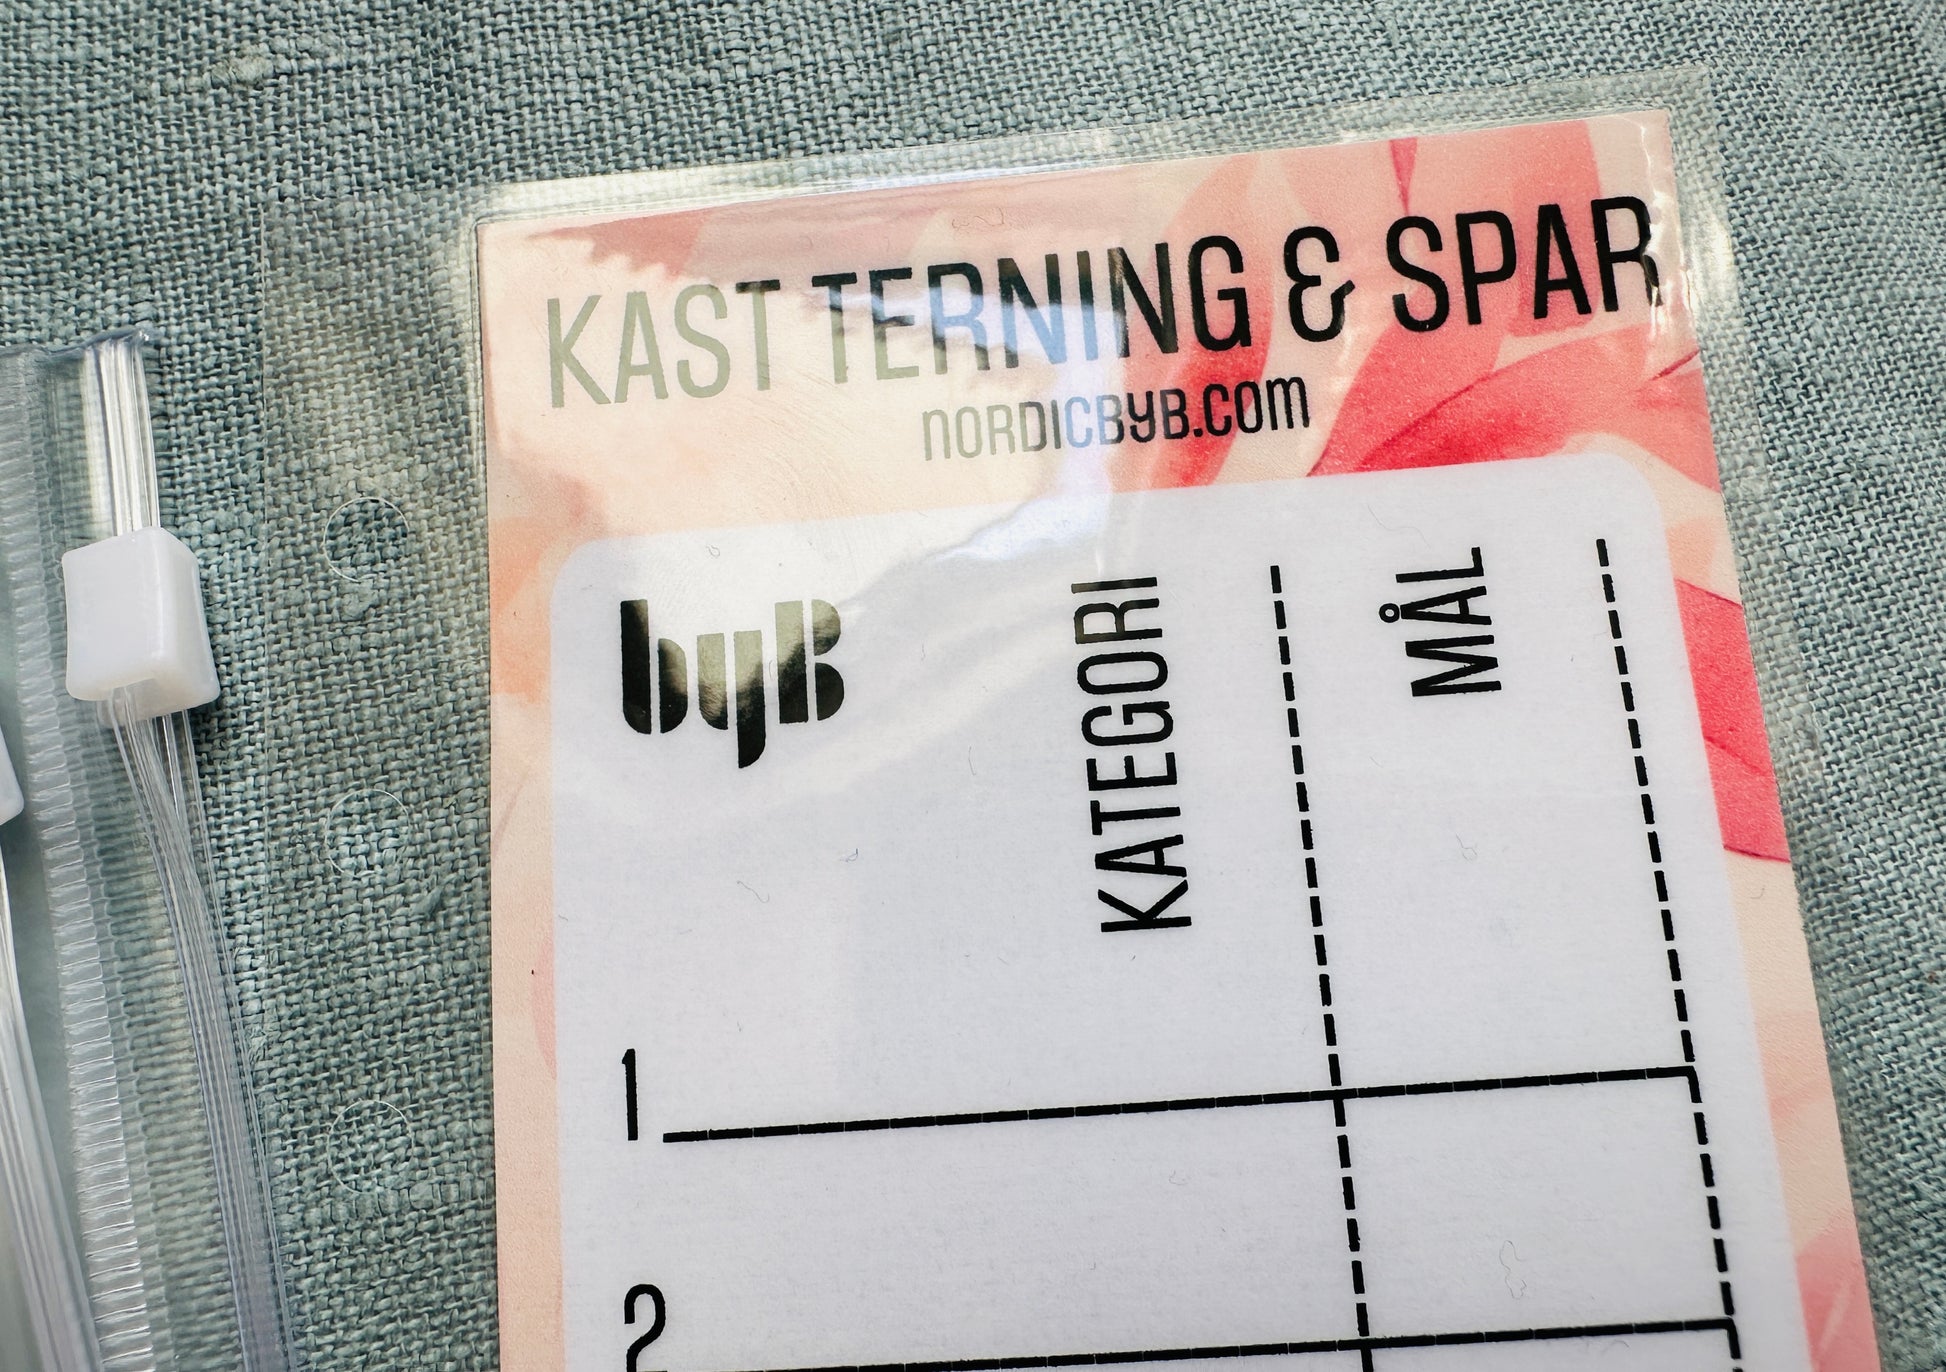 KAST TERNING & SPAR
NORDICBYB.COM
byB
KATEGORI
MÅL
1
2